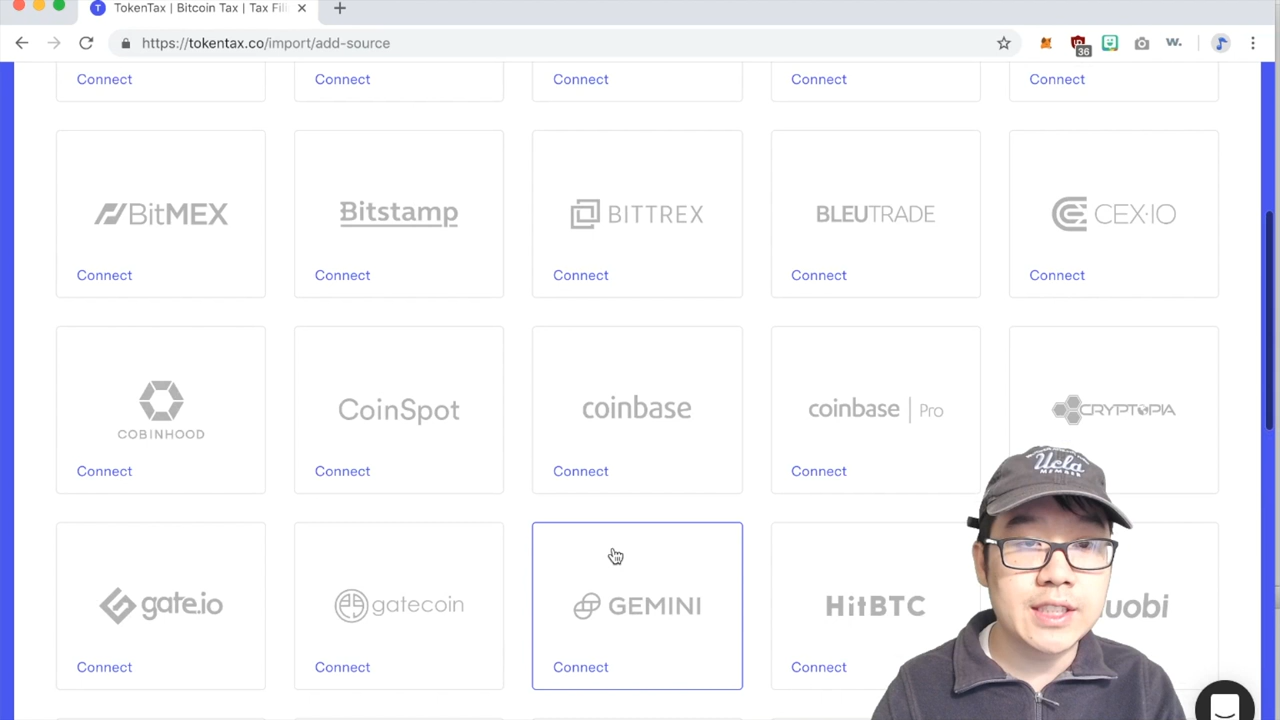 TokenTax | Bitcoin Tax | Tax Fili
https://tokentax.co/import/add-source
36
w.
Connect Connect Connect Connect Connect
BitMEX Bitstamp BITTREX BLEUTRADE CEX·IO
Connect Connect Connect Connect Connect
COBINHOOD CoinSpot coinbase coinbase | Pro CRYPTOPIA
Connect Connect Connect Connect
Ucla
gate.io gatecoin GEMINI HitBTC uobi
Connect Connect Connect Connect